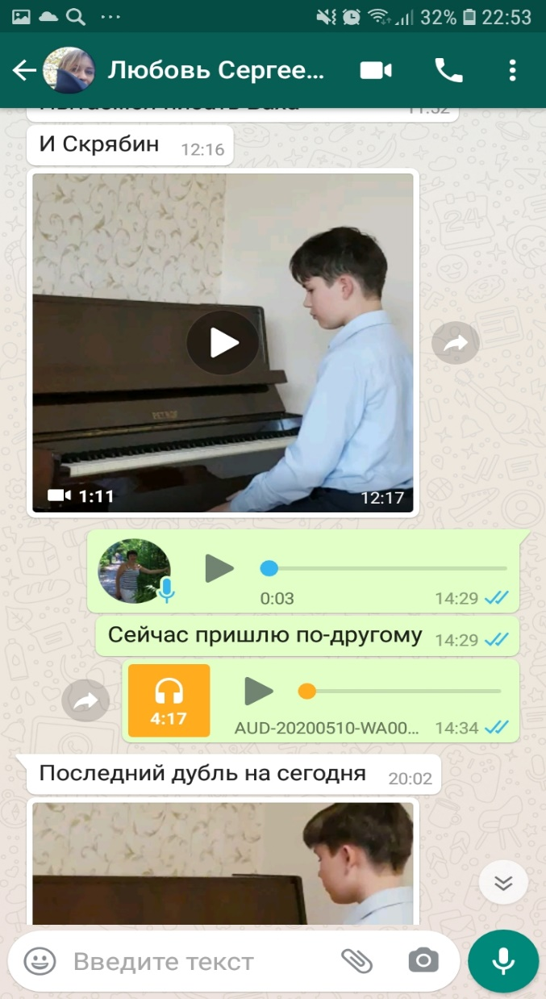 22:53
32%
Любовь Сергее...
11:52
И Скрябин 12:16
PETROF
1:11 12:17
0:03 14:29
Сейчас пришлю по-другому 14:29
4:17 AUD-20200510-WA00... 14:34
Последний дубль на сегодня 20:02
Введите текст